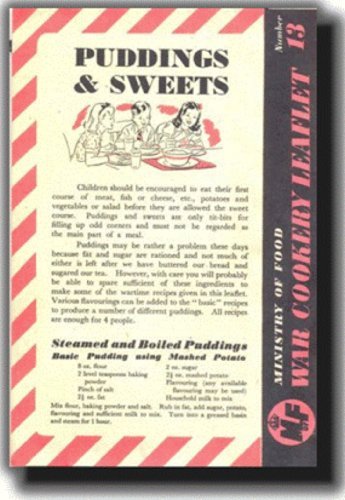 PUDDINGS
& SWEETS
Children should be encouraged to eat their first
course of meat, fish or cheese, etc., potatoes and
vegetables or salad before they are allowed the sweet
course. Puddings and sweets are only tit-bits for
filling up odd corners and must not be regarded as
the main part of a meal.
Puddings may be rather a problem these days
because fat and sugar are rationed and not much of
either is left after we have buttered our bread and
sugared our tea. However, with care you will probably
be able to spare sufficient of these ingredients to
make some of the wartime recipes given in this leaflet.
Various flavourings can be added to the "basic" recipes
to produce a number of different puddings. All recipes
are enough for 4 people.
Steamed and Boiled Puddings
Basic Pudding using Mashed Potato
8 oz. flour
2 level teaspoons baking
powder
Pinch of salt
2½ oz. fat
2 oz. sugar
2½ oz. mashed potato
Flavouring (any available
flavouring may be used)
Household milk to mix
Mix flour, baking powder and salt. Rub in fat, add sugar, potato,
flavouring and sufficient milk to mix. Turn into a greased basin
and steam for 1 hour.
MINISTRY OF FOOD
WAR COOKERY LEAFLET
Number
13
MF